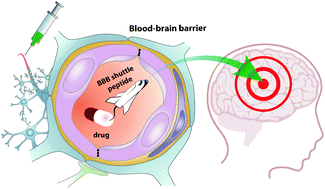 Blood-brain barrier
BBB shuttle
peptide
drug